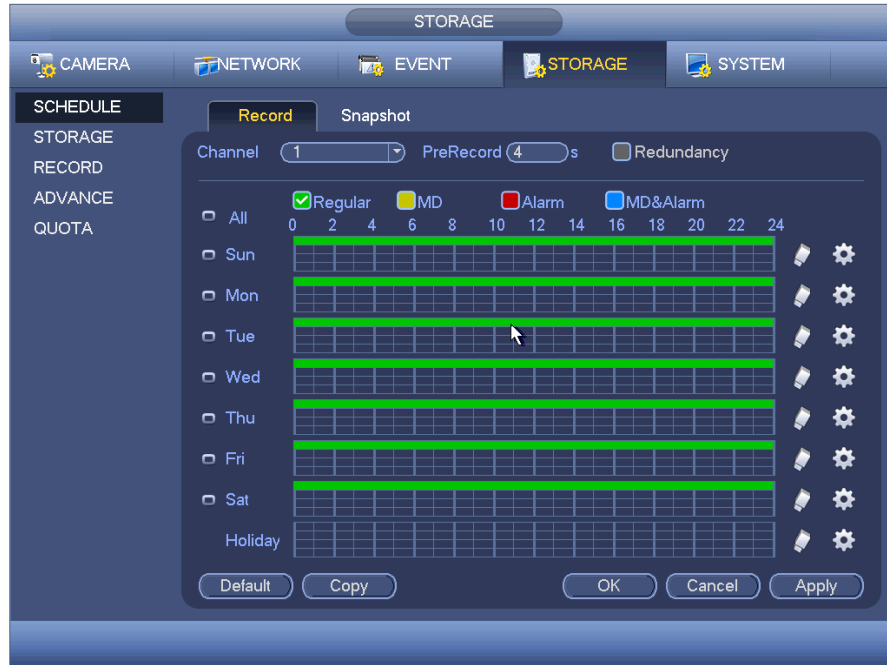 STORAGE
CAMERA NETWORK EVENT STORAGE SYSTEM
SCHEDULE
STORAGE
RECORD
ADVANCE
QUOTA
Record Snapshot
Channel 1 PreRecord 4 s Redundancy
All Regular MD Alarm MD&Alarm
0 2 4 6 8 10 12 14 16 18 20 22 24
Sun
Mon
Tue
Wed
Thu
Fri
Sat
Holiday
Default Copy OK Cancel Apply